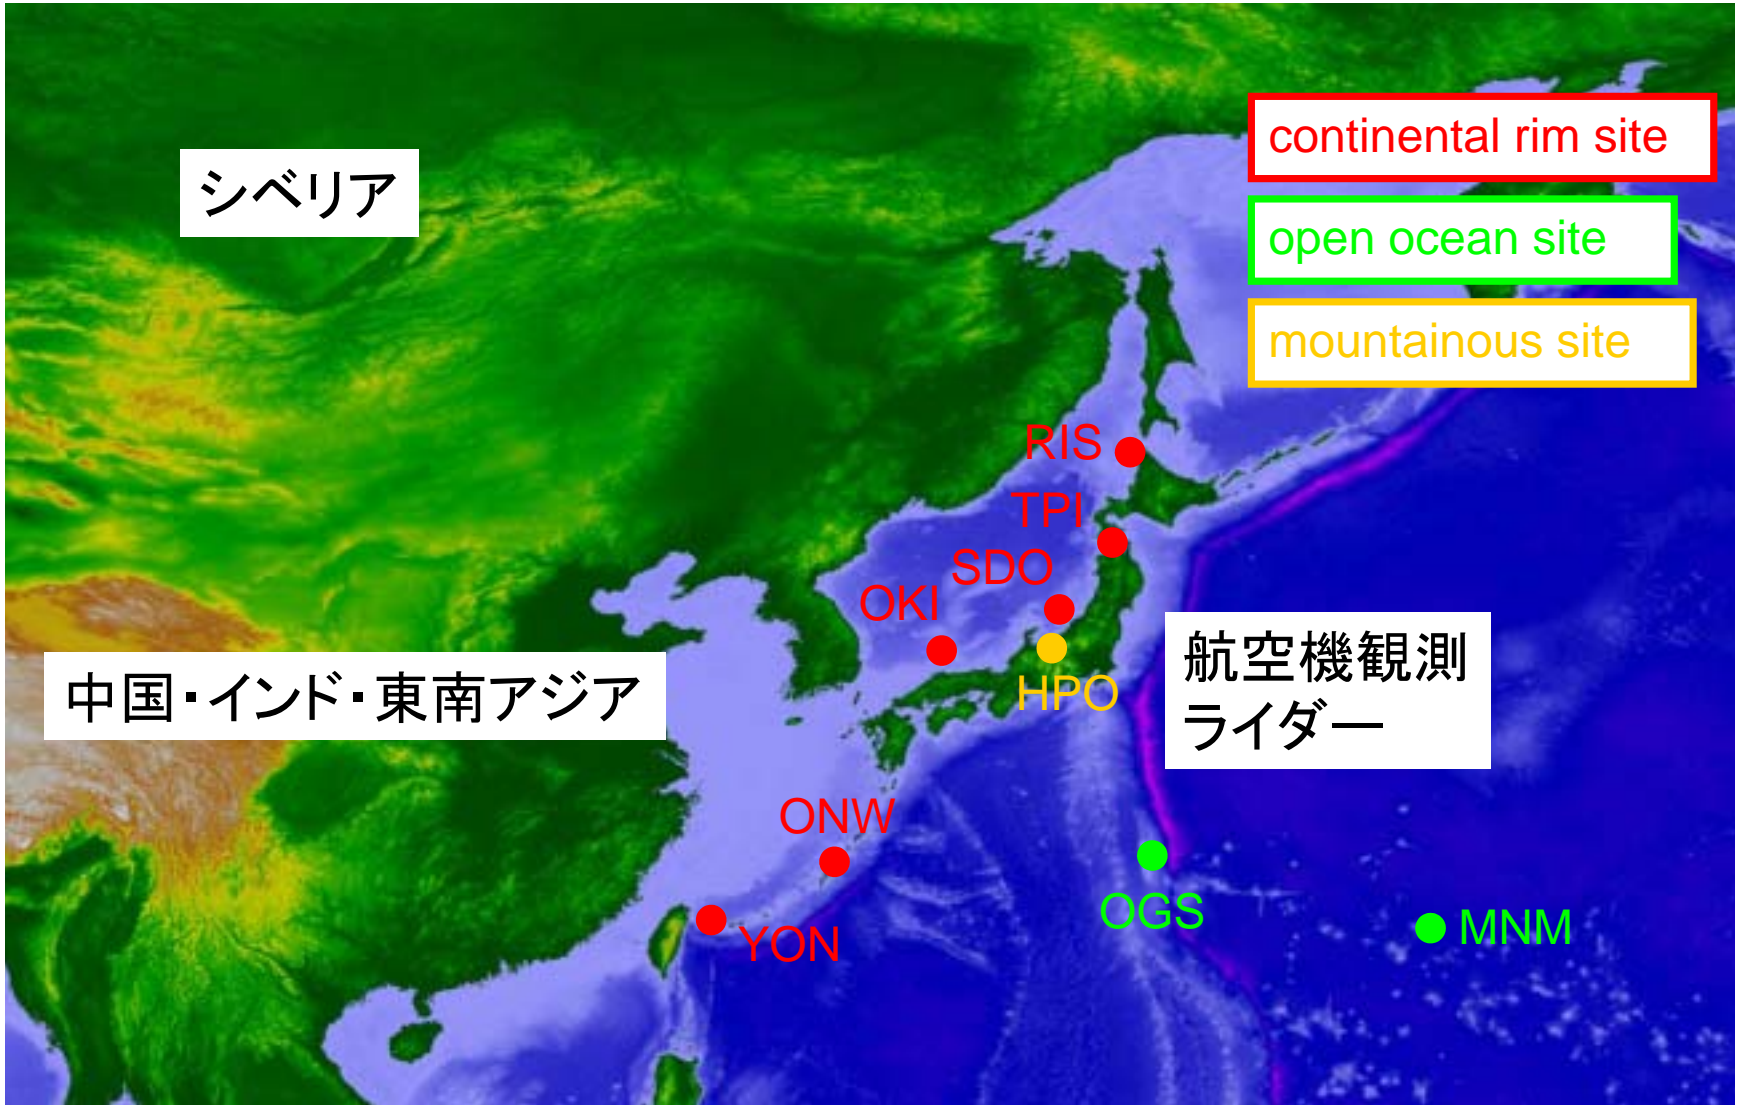 シベリア
continental rim site
open ocean site
mountainous site
RIS
TPI
SDO
OKI
HPO
中国・インド・東南アジア
航空機観測
ライダー
ONW
YON
OGS
MNM